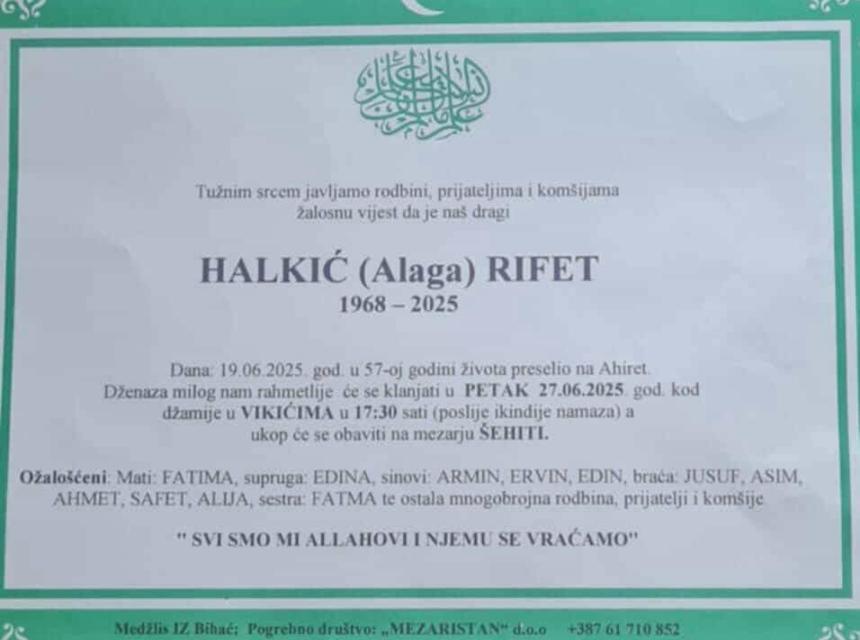 Tužnim srcem javljamo rodbini, prijateljima i komšijama
žalosnu vijest da je naš dragi
HALKIĆ (Alaga) RIFET
1968 – 2025
Dana: 19.06.2025. god. u 57-oj godini života preselio na Ahiret.
Dženaza milog nam rahmetlije će se klanjati u PETAK 27.06.2025. god. kod
džamije u VIKIĆIMA u 17:30 sati (poslije ikindije namaza) a
ukop će se obaviti na mezarju ŠEHITI.
Ožalošćeni: Mati: FATIMA, supruga: EDINA, sinovi: ARMIN, ERVIN, EDIN, braća: JUSUF, ASIM,
AHMET, SAFET, ALIJA, sestra: FATMA te ostala mnogobrojna rodbina, prijatelji i komšije
" SVI SMO MI ALLAHOVI I NJEMU SE VRAĆAMO"
Medžlis IZ Bihać; Pogrebno društvo: „MEZARISTAN“ d.o.o +387 61 710 852